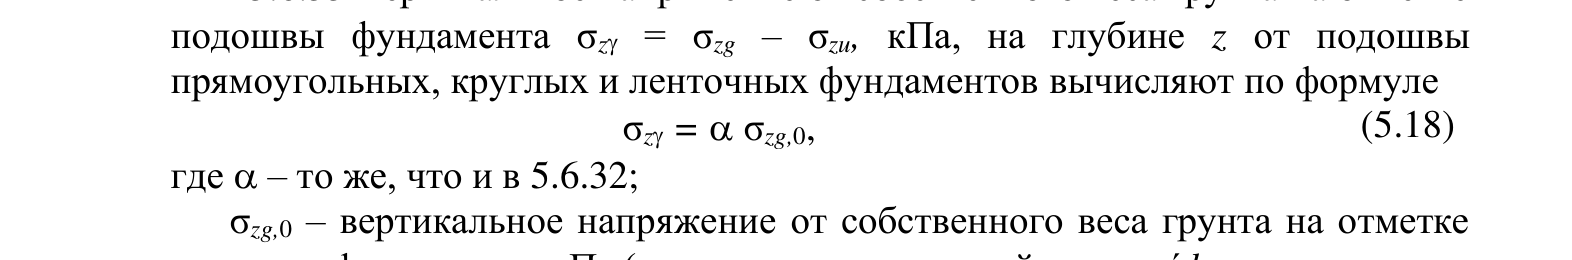 подошвы фундамента σzγ = σzg – σzu, кПа, на глубине z от подошвы
прямоугольных, круглых и ленточных фундаментов вычисляют по формуле
σzγ = α σzg,0, (5.18)
где α – то же, что и в 5.6.32;
σzg,0 – вертикальное напряжение от собственного веса грунта на отметке